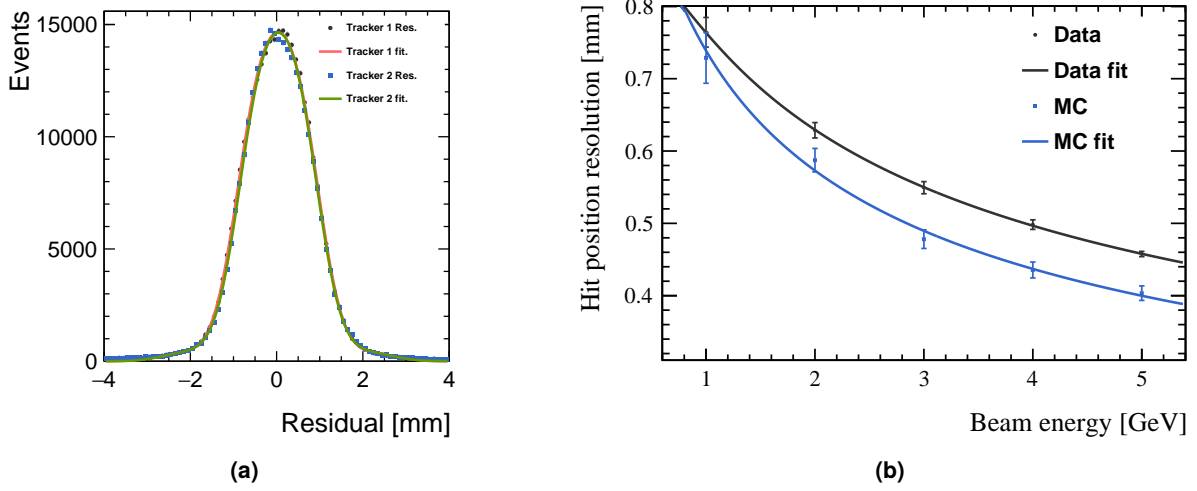 Events
15000
10000
5000
0
−4
−2
0
2
4
Residual [mm]
Tracker 1 Res.
Tracker 1 fit.
Tracker 2 Res.
Tracker 2 fit.
(a)
Hit position resolution [mm]
0.8
0.7
0.6
0.5
0.4
1
2
3
4
5
Beam energy [GeV]
Data
Data fit
MC
MC fit
(b)